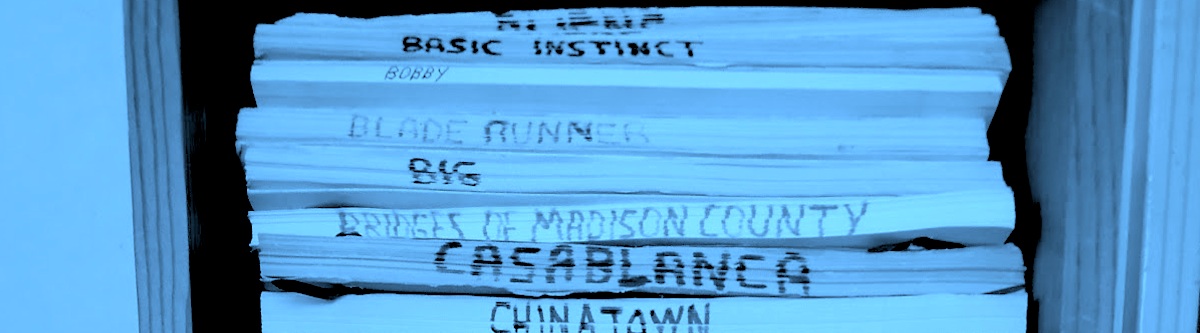 BASIC INSTINCT
BOBBY
BLADE RUNNER
BIG
BRIDGES OF MADISON COUNTY
CASABLANCA
CHINATOWN